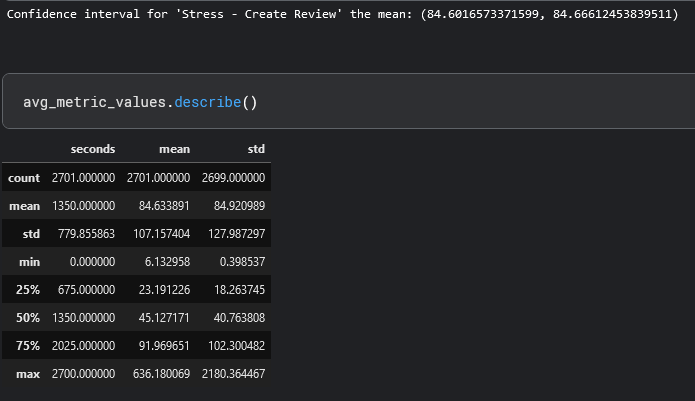 Confidence interval for 'Stress - Create Review' the mean: (84.6016573371599, 84.66612453839511)
avg_metric_values.describe()
seconds mean std
count 2701.000000 2701.000000 2699.000000
mean 1350.000000 84.633891 84.920989
std 779.855863 107.157404 127.987297
min 0.000000 6.132958 0.398537
25% 675.000000 23.191226 18.263745
50% 1350.000000 45.127171 40.763808
75% 2025.000000 91.969651 102.300482
max 2700.000000 636.180069 2180.364467